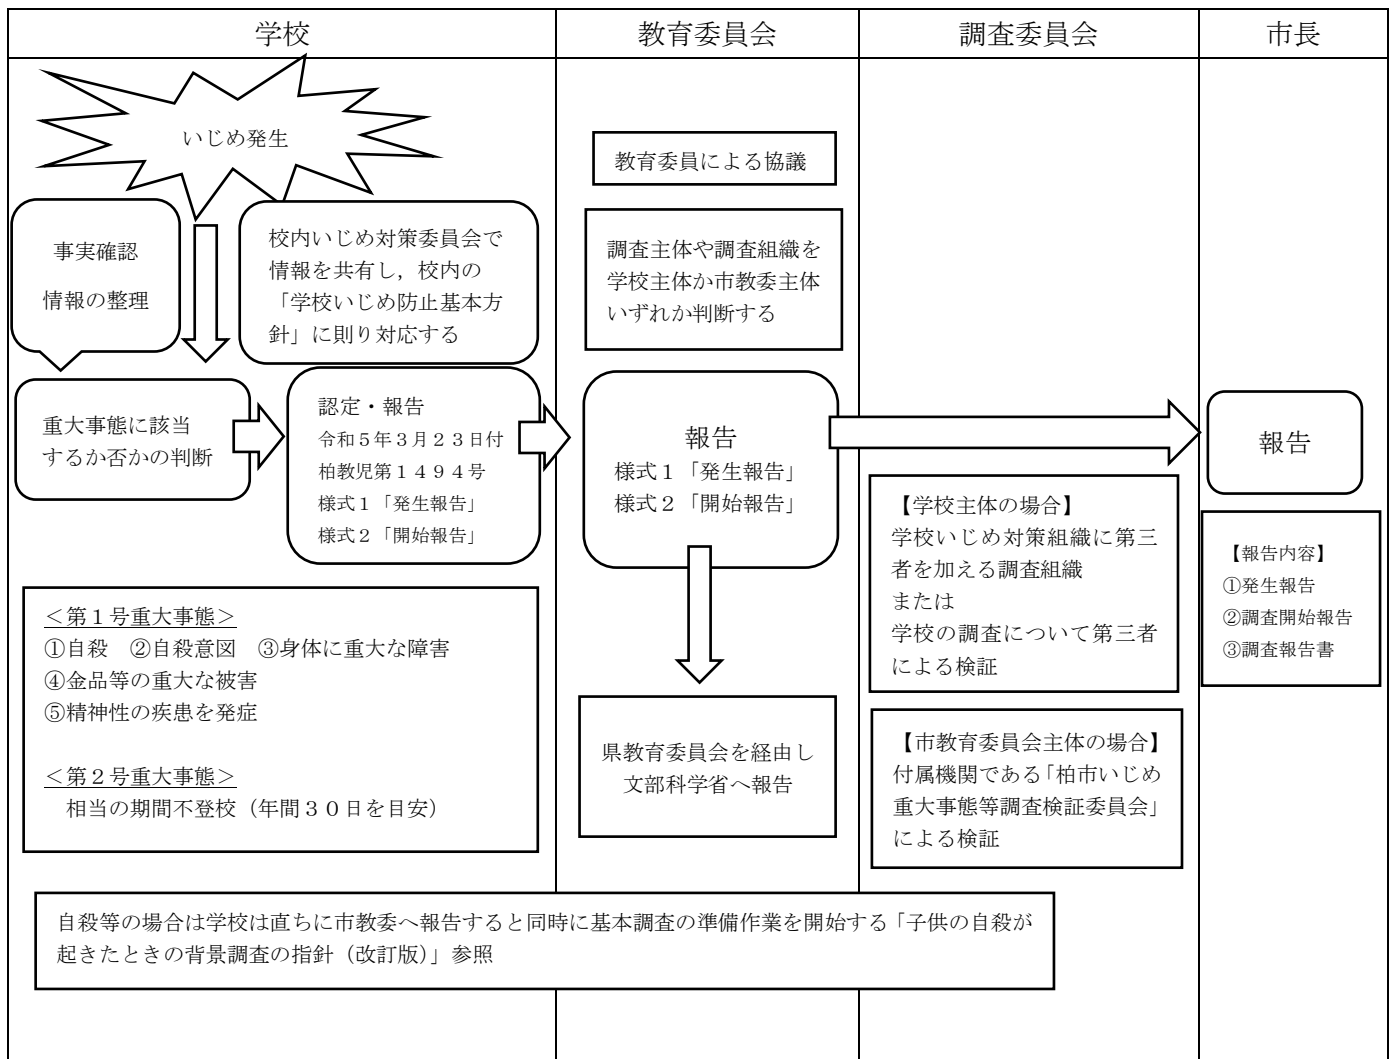 学校
教育委員会
調査委員会
市長
いじめ発生
事実確認
情報の整理
校内いじめ対策委員会で
情報を共有し，校内の
「学校いじめ防止基本方
針」に則り対応する
重大事態に該当
するか否かの判断
認定・報告
令和５年３月２３日付
柏教児第１４９４号
様式１「発生報告」
様式２「開始報告」
＜第１号重大事態＞
①自殺　②自殺意図　③身体に重大な障害
④金品等の重大な被害
⑤精神性の疾患を発症
＜第２号重大事態＞
相当の期間不登校（年間３０日を目安）
教育委員による協議
調査主体や調査組織を
学校主体か市教委主体
いずれか判断する
報告
様式１「発生報告」
様式２「開始報告」
県教育委員会を経由し
文部科学省へ報告
【学校主体の場合】
学校いじめ対策組織に第三
者を加える調査組織
または
学校の調査について第三者
による検証
【市教育委員会主体の場合】
付属機関である「柏市いじめ
重大事態等調査検証委員会」
による検証
報告
【報告内容】
①発生報告
②調査開始報告
③調査報告書
自殺等の場合は学校は直ちに市教委へ報告すると同時に基本調査の準備作業を開始する「子供の自殺が
起きたときの背景調査の指針（改訂版）」参照